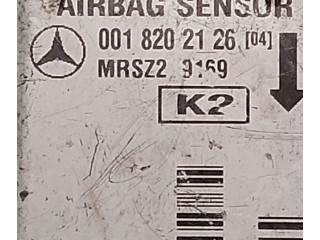 AIRBAG SENSOR
001 820 21 26 [04]
MRSZ2 9169
K2